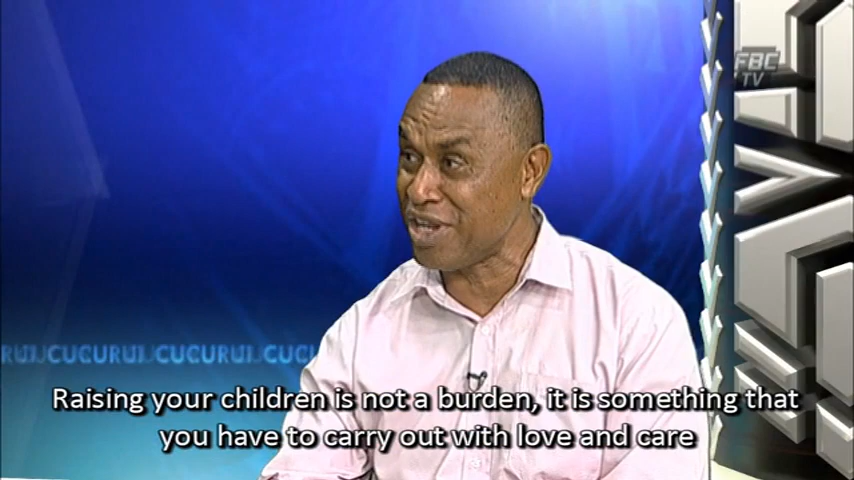 FBC
TV
RUI CUCURUI CUCURUI CUCU
Raising your children is not a burden, it is something that
you have to carry out with love and care